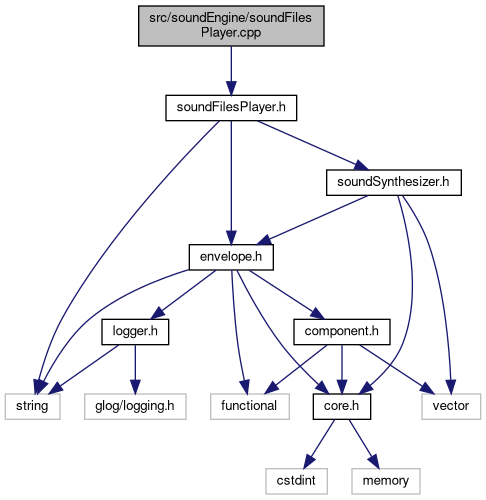 src/soundEngine/soundFiles
Player.cpp
soundFilesPlayer.h
soundSynthesizer.h
envelope.h
logger.h
component.h
string
glog/logging.h
functional
core.h
vector
cstdint
memory